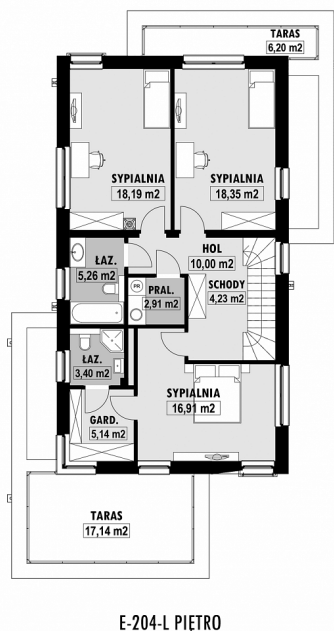 TARAS
6,20 m2
SYPIALNIA
18,19 m2
SYPIALNIA
18,35 m2
ŁAZ.
5,26 m2
HOL
10,00 m2
PR
PRAL.
2,91 m2
SCHODY
4,23 m2
ŁAZ.
3,40 m2
SYPIALNIA
16,91 m2
GARD.
5,14 m2
TARAS
17,14 m2
E-204-L PIĘTRO